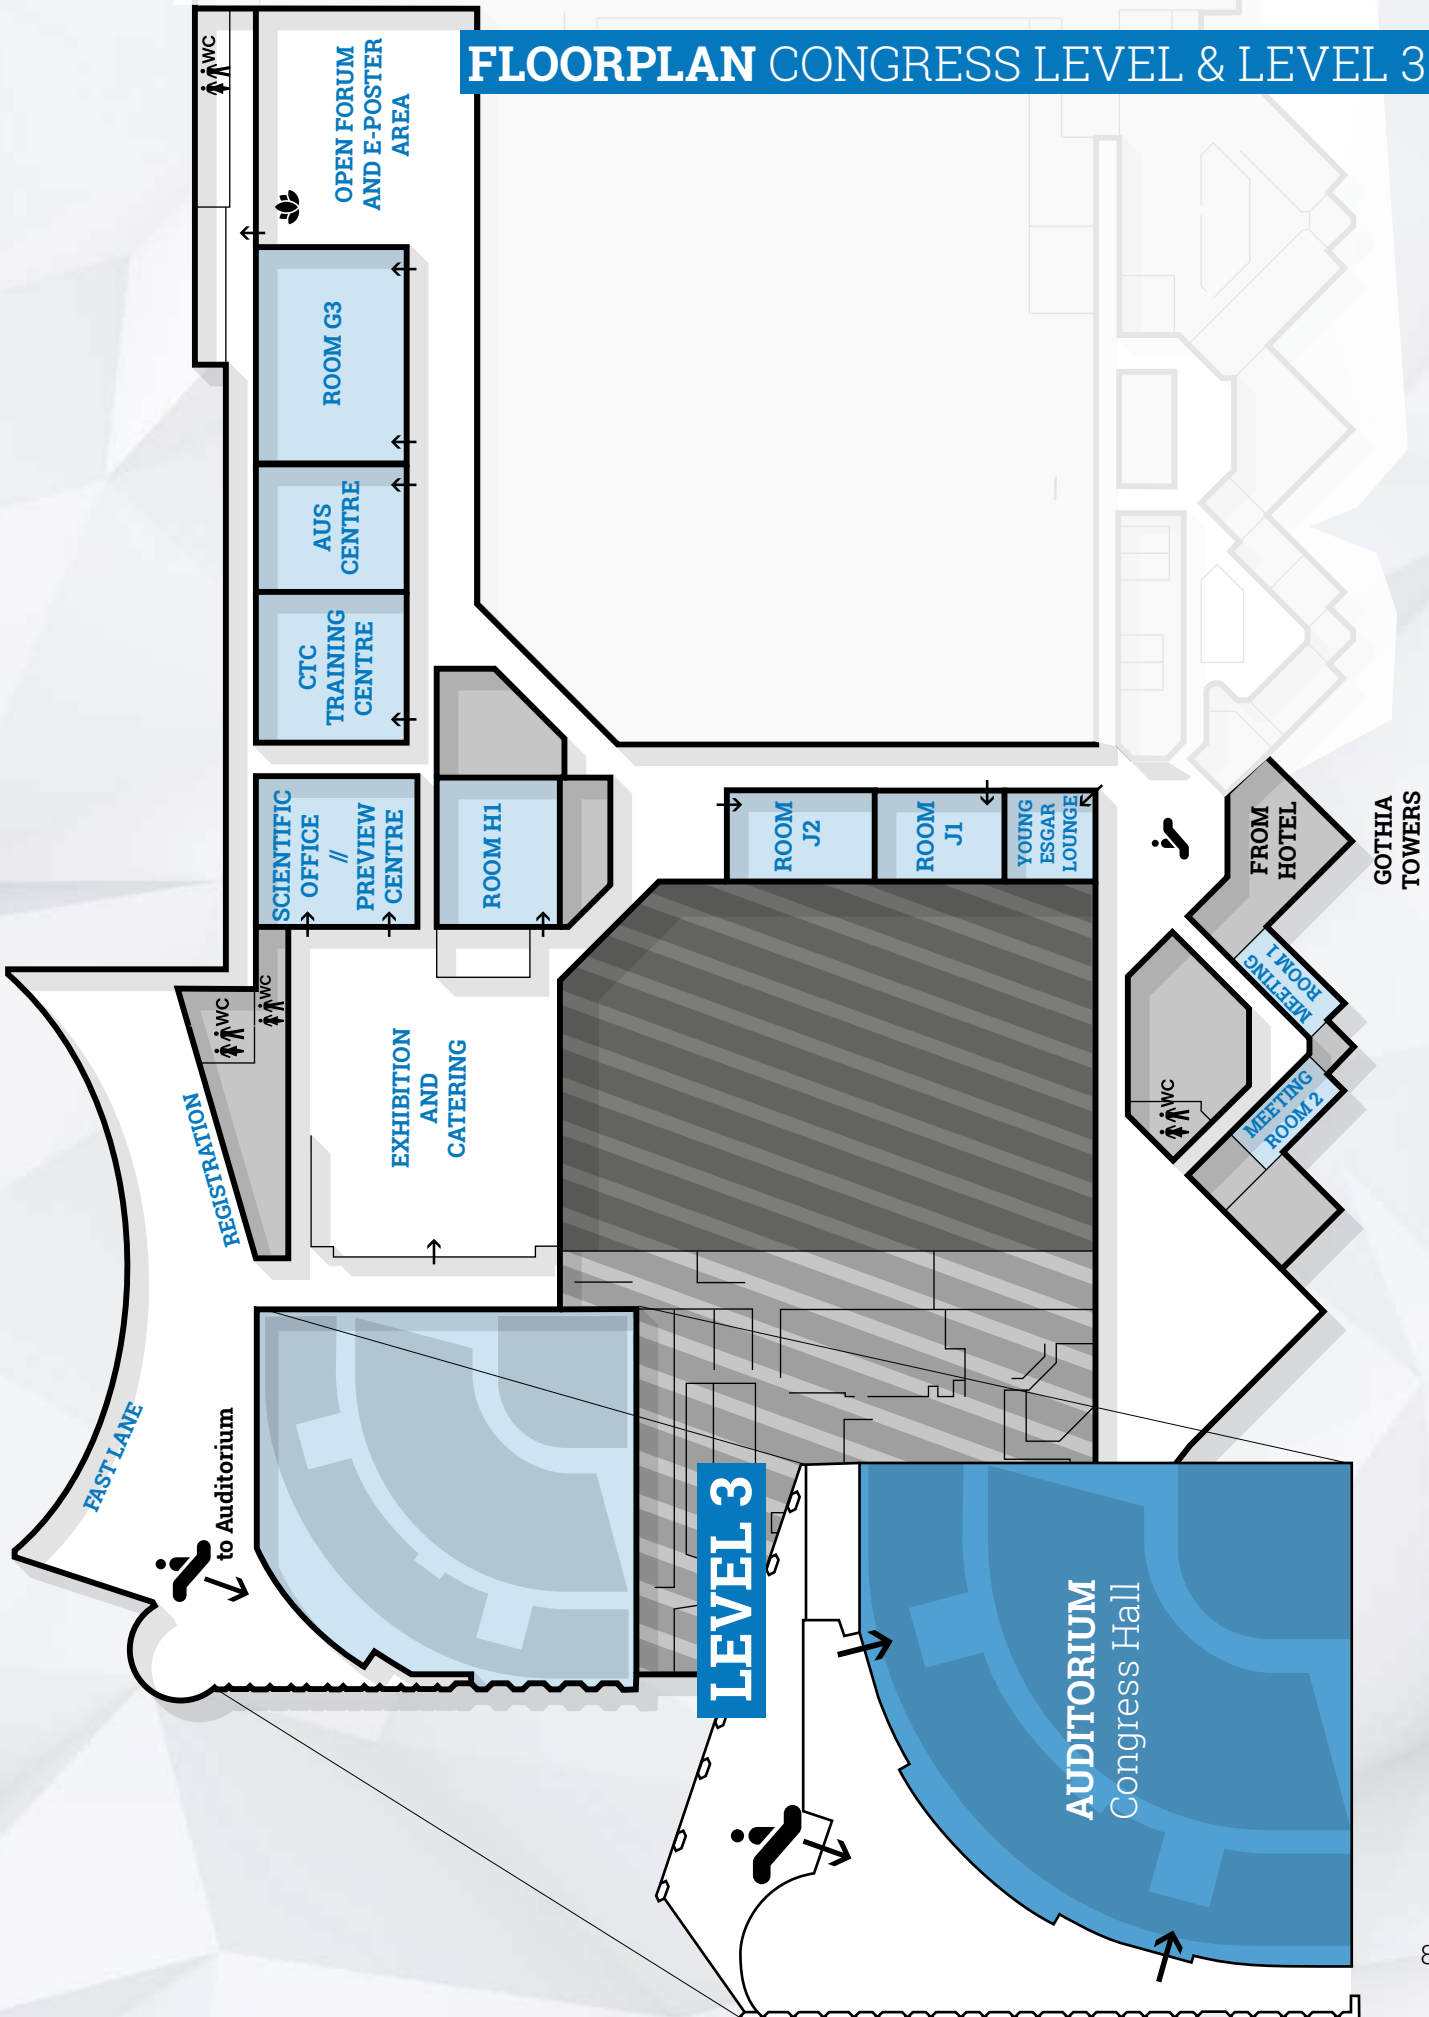 FLOORPLAN CONGRESS LEVEL & LEVEL 3
WC
OPEN FORUM
AND E-POSTER
AREA
ROOM G3
AUS
CENTRE
CTC
TRAINING
CENTRE
SCIENTIFIC
OFFICE
//
PREVIEW
CENTRE
ROOM H1
ROOM
J2
ROOM
J1
YOUNG
ESGAR
LOUNGE
FROM
HOTEL
GOTHIA
TOWERS
MEETING
ROOM 1
MEETING
ROOM 2
WC
WC
WC
REGISTRATION
EXHIBITION
AND
CATERING
FAST LANE
to Auditorium
LEVEL 3
AUDITORIUM
Congress Hall